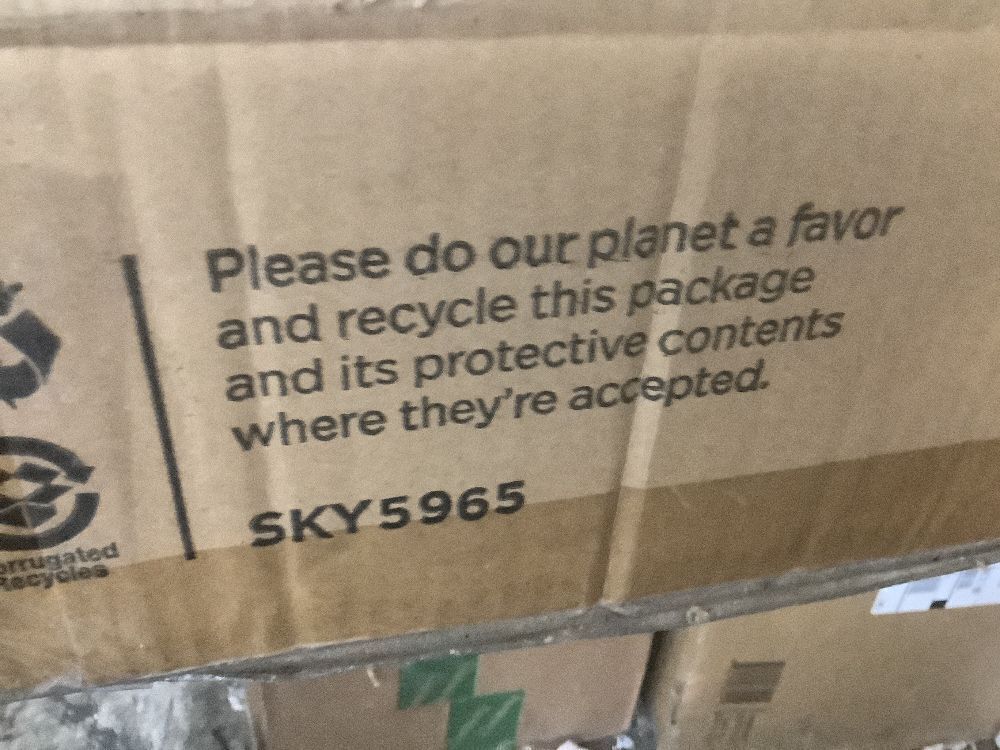 Please do our planet a favor
and recycle this package
and its protective contents
where they're accepted.
SKY5965
orrugated
Recycles